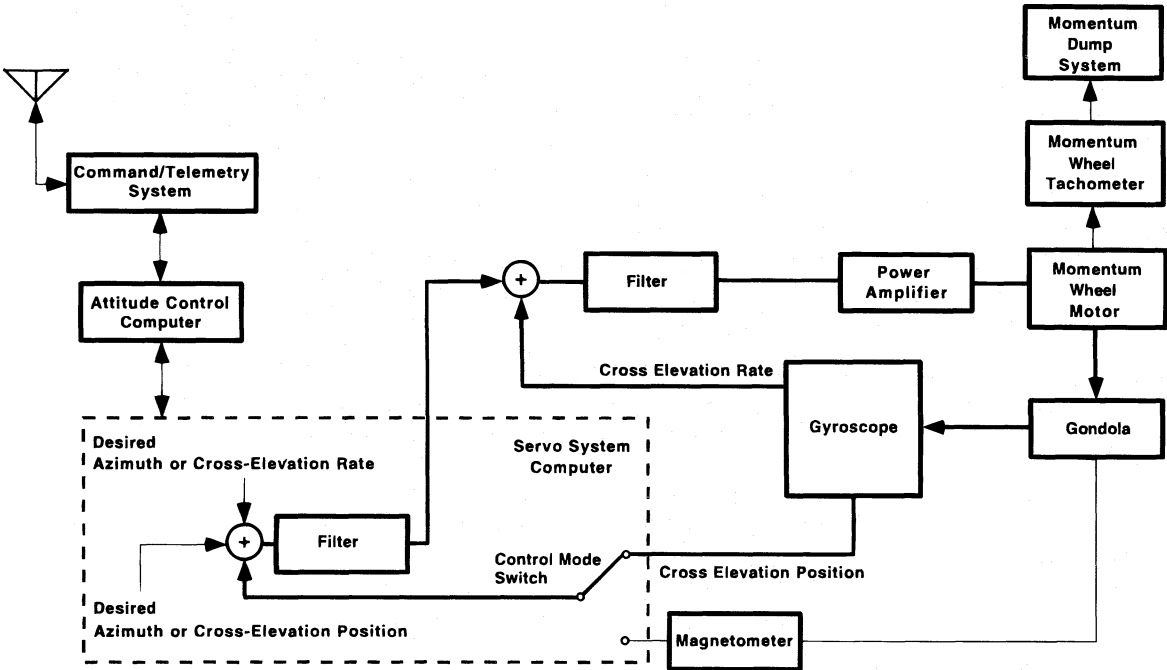 Momentum
Dump
System
Command/Telemetry
System
Momentum
Wheel
Tachometer
Attitude Control
Computer
+
Filter
Power
Amplifier
Momentum
Wheel
Motor
Cross Elevation Rate
Gyroscope
Gondola
Desired
Azimuth or Cross-Elevation Rate
Servo System
Computer
+
Filter
Control Mode
Switch
Cross Elevation Position
Desired
Azimuth or Cross-Elevation Position
Magnetometer